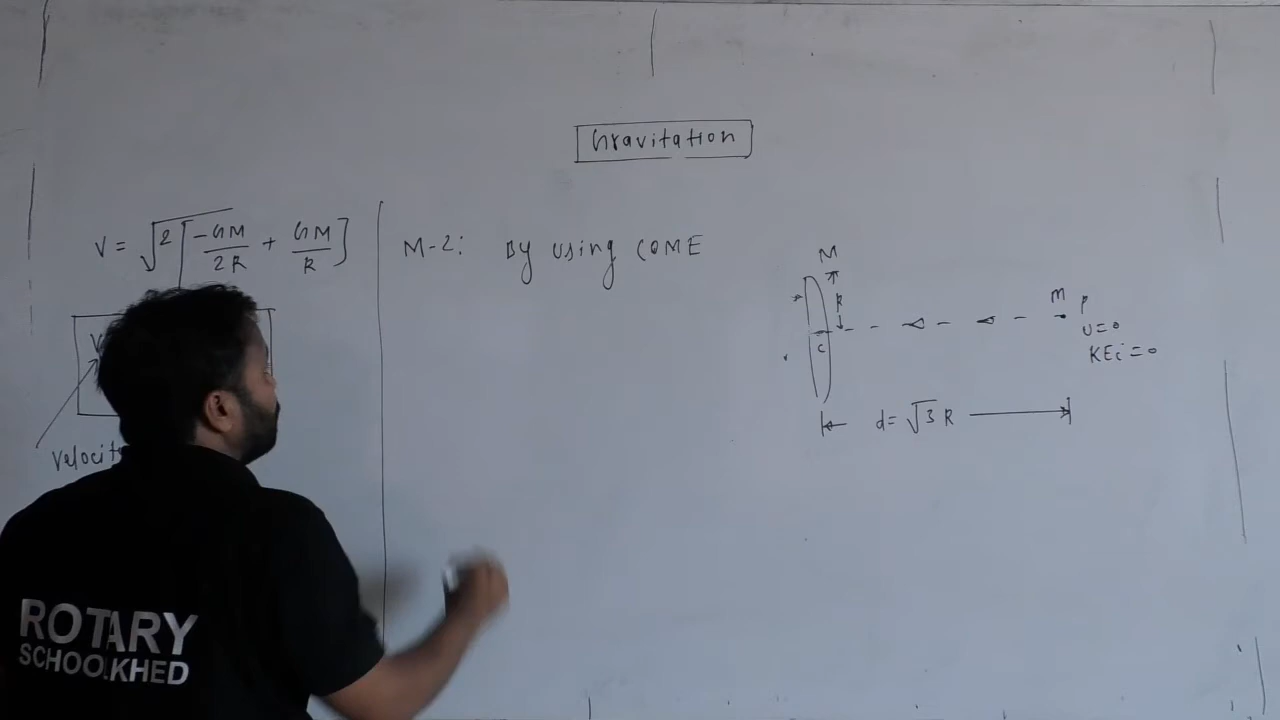 Gravitation
V = √2[-GM/2R + GM/R]
V
velocit
M-2: By using COME
M
R
C
M P
U=0
KEi=0
d=√3 R
ROTARY
SCHOOL KHED